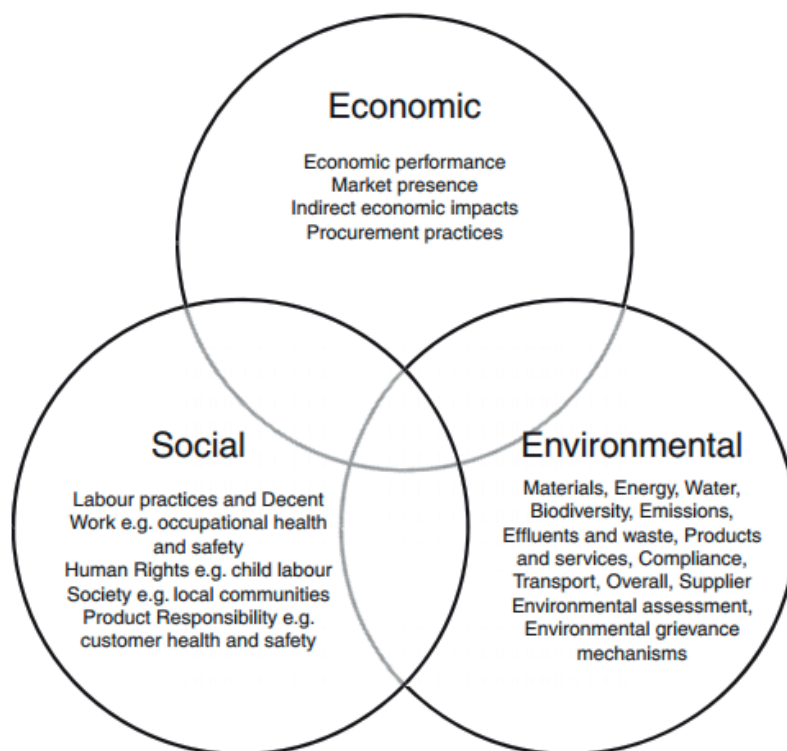 Economic
Economic performance
Market presence
Indirect economic impacts
Procurement practices
Social
Labour practices and Decent
Work e.g. occupational health
and safety
Human Rights e.g. child labour
Society e.g. local communities
Product Responsibility e.g.
customer health and safety
Environmental
Materials, Energy, Water,
Biodiversity, Emissions,
Effluents and waste, Products
and services, Compliance,
Transport, Overall, Supplier
Environmental assessment,
Environmental grievance
mechanisms